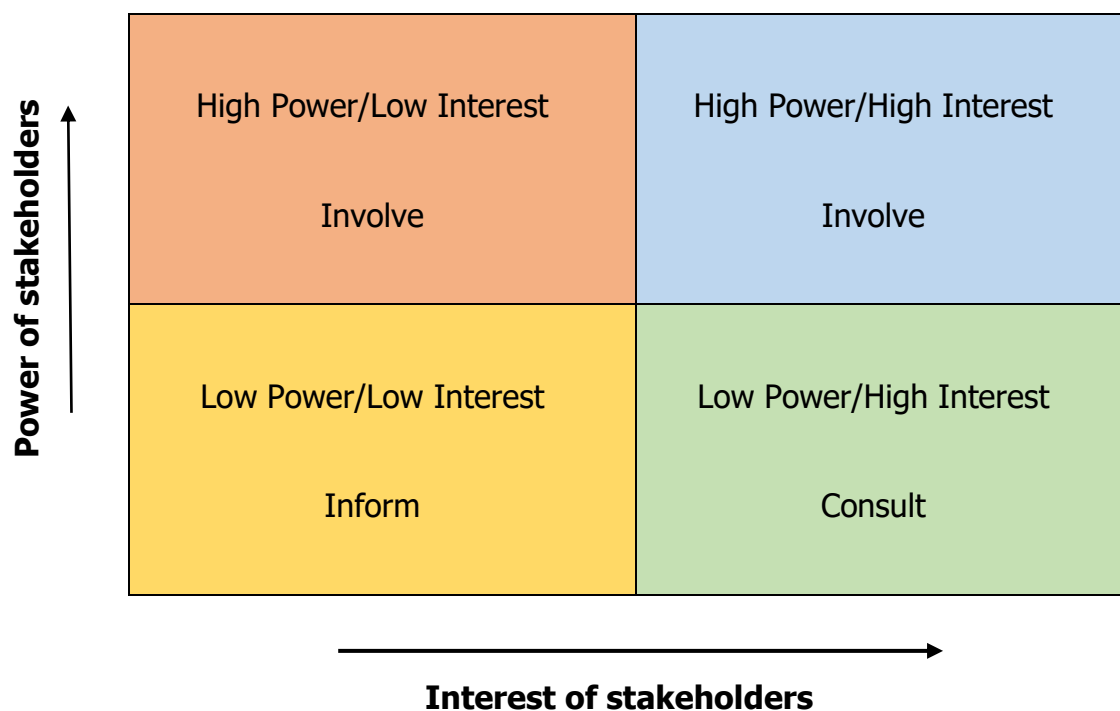 Power of stakeholders
High Power/Low Interest
Involve
High Power/High Interest
Involve
Low Power/Low Interest
Inform
Low Power/High Interest
Consult
Interest of stakeholders